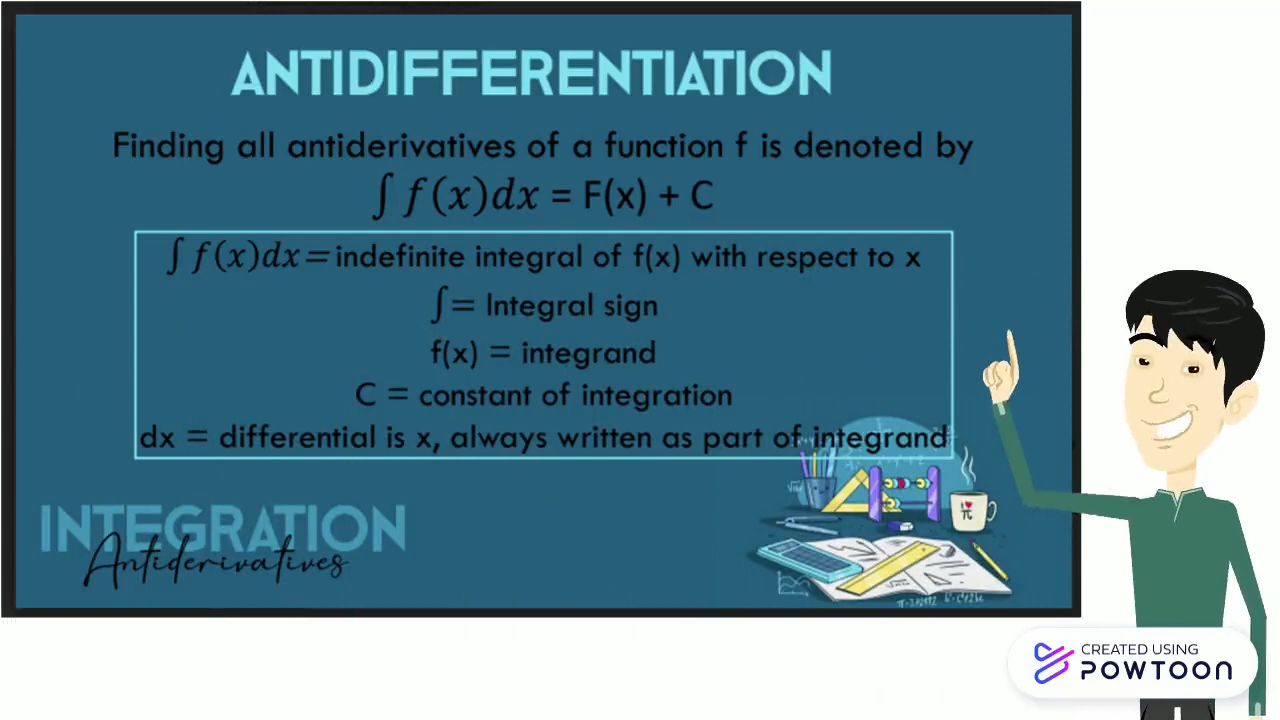 ANTIDIFFERENTIATION
Finding all antiderivatives of a function f is denoted by
∫ f(x)dx = F(x) + C
∫ f(x)dx = indefinite integral of f(x) with respect to x
∫ = Integral sign
f(x) = integrand
C = constant of integration
dx = differential is x, always written as part of integrand
INTEGRATION
Antiderivatives
I ♥
π
CREATED USING
POWTOON